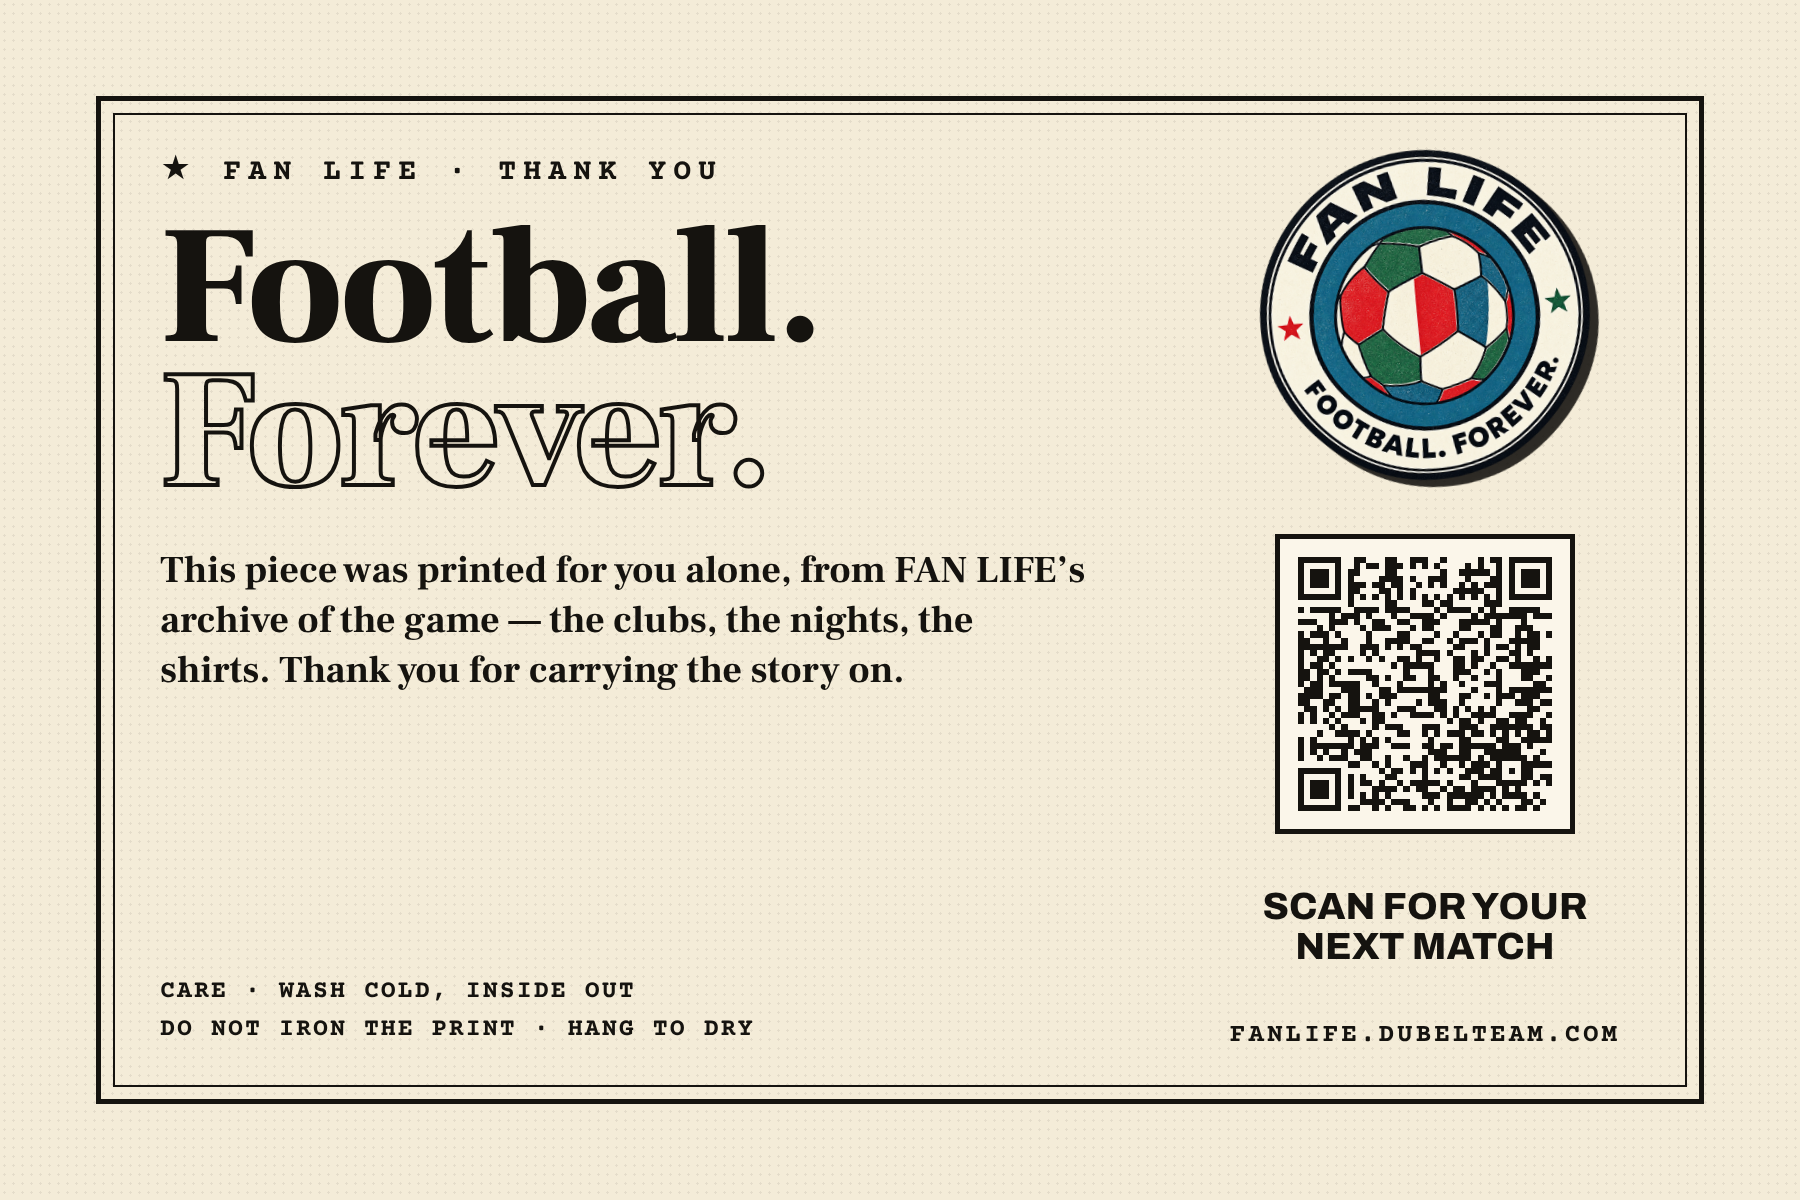 ★ FAN LIFE · THANK YOU
Football.
Forever.
This piece was printed for you alone, from FAN LIFE’s
archive of the game — the clubs, the nights, the
shirts. Thank you for carrying the story on.
CARE · WASH COLD, INSIDE OUT
DO NOT IRON THE PRINT · HANG TO DRY
FAN LIFE
FOOTBALL. FOREVER.
SCAN FOR YOUR
NEXT MATCH
FANLIFE.DUBELTEAM.COM